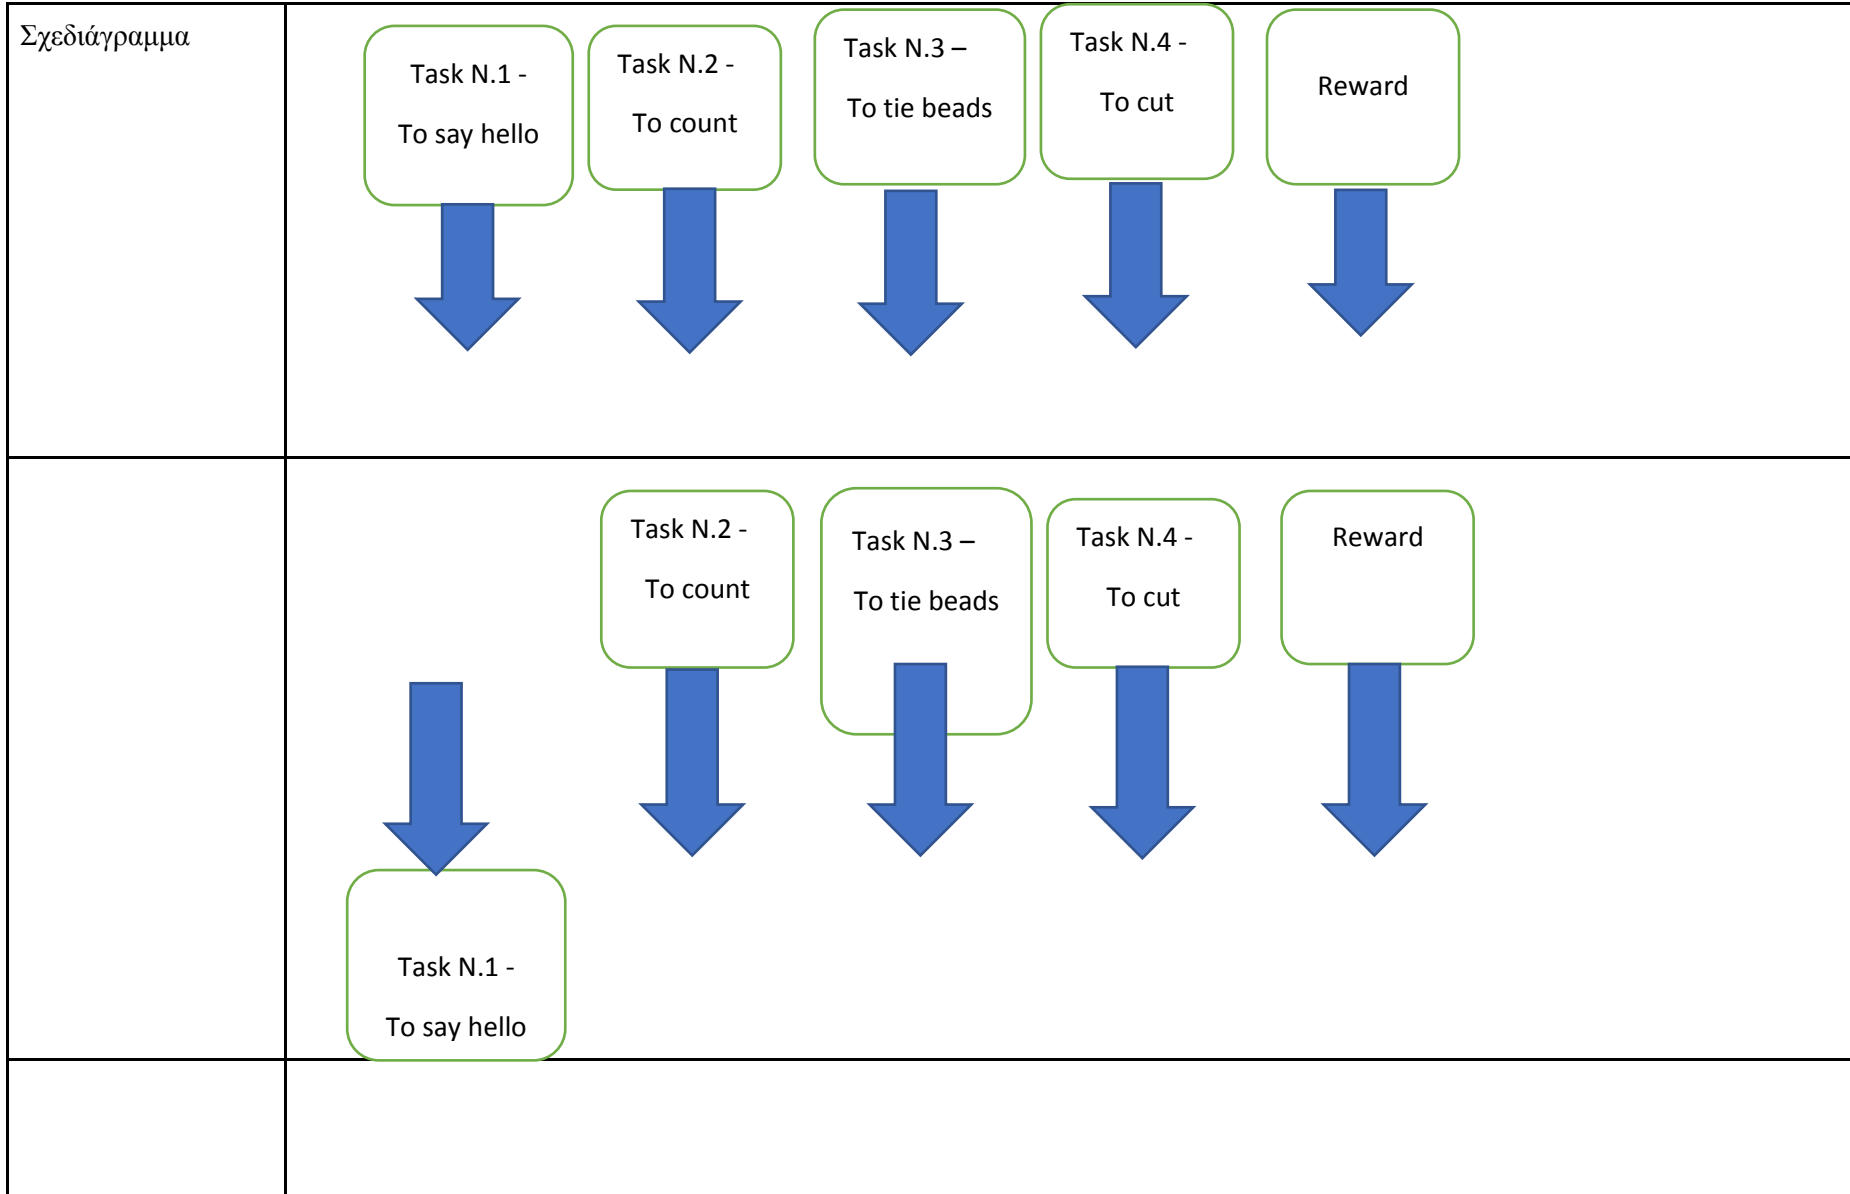 Σχεδιάγραμμα
Task N.1 -
To say hello
Task N.2 -
To count
Task N.3 –
To tie beads
Task N.4 -
To cut
Reward
Task N.2 -
To count
Task N.3 –
To tie beads
Task N.4 -
To cut
Reward
Task N.1 -
To say hello